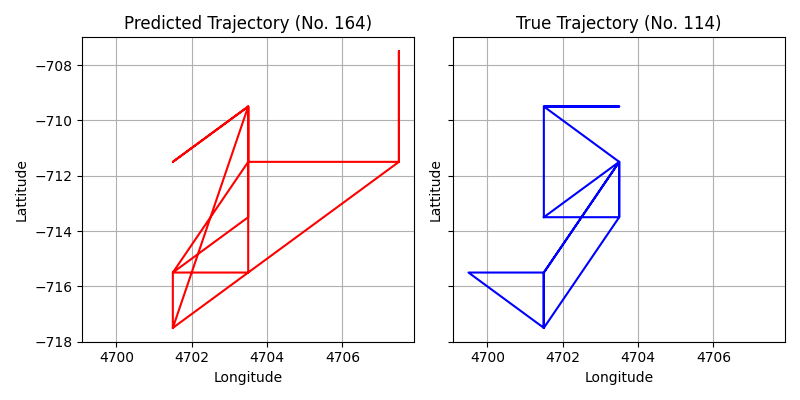 Predicted Trajectory (No. 164)
Lattitude
−708
−710
−712
−714
−716
−718
4700 4702 4704 4706
Longitude
True Trajectory (No. 114)
Lattitude
4700 4702 4704 4706
Longitude